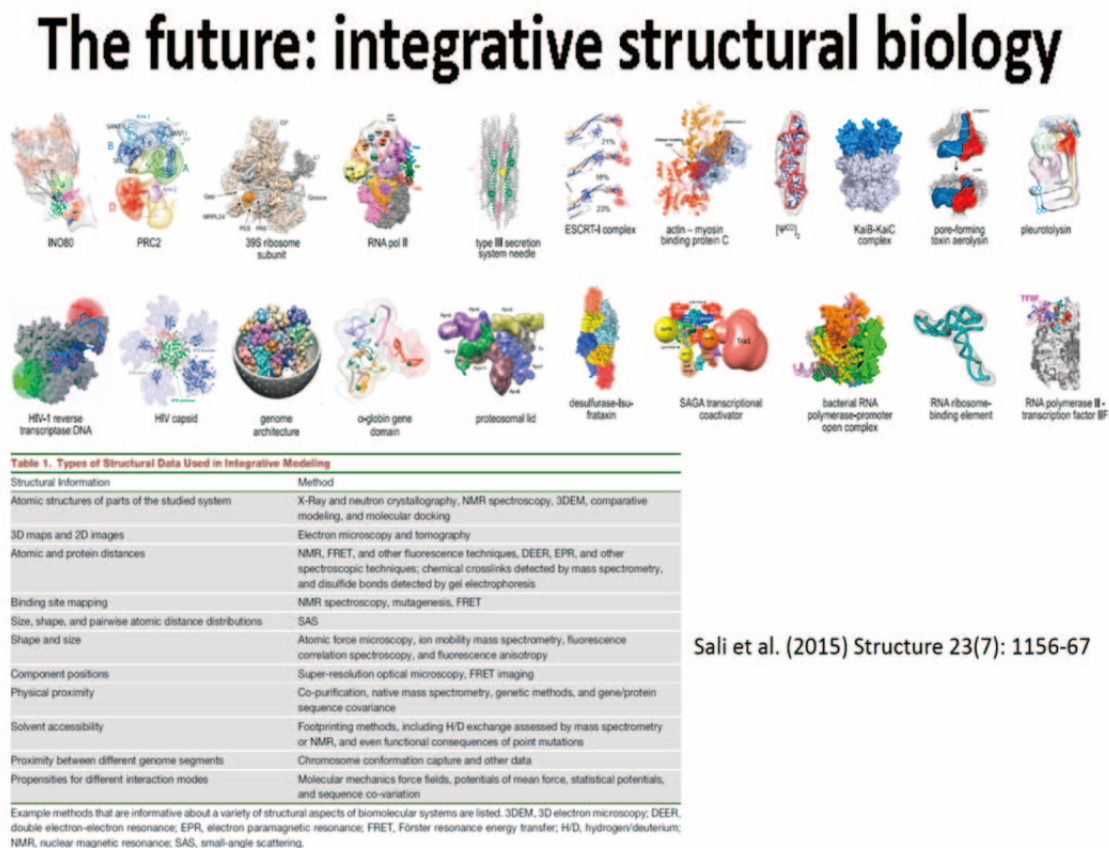 The future: integrative structural biology
INO80
PRC2
39S ribosome
subunit
RNA pol II
type III secretion
system needle
ESCRT-I complex
actin – myosin
binding protein C
KaiB-KaiC
complex
pore-forming
toxin aerolysin
pleurotolysin
21%
18%
23%
Gap
Groove
MRPL24
Tra1
TFIIF
HIV-1 reverse
transcriptase DNA
HIV capsid
genome
architecture
α-globin gene
domain
proteosomal lid
desulfurase-Isu-
frataxin
SAGA transcriptional
coactivator
bacterial RNA
polymerase-promoter
open complex
RNA ribosome-
binding element
RNA polymerase II -
transcription factor IIF
Table 1. Types of Structural Data Used in Integrative Modeling
Structural Information Method
Atomic structures of parts of the studied system X-Ray and neutron crystallography, NMR spectroscopy, 3DEM, comparative
modeling, and molecular docking
3D maps and 2D images Electron microscopy and tomography
Atomic and protein distances NMR, FRET, and other fluorescence techniques, DEER, EPR, and other
spectroscopic techniques; chemical crosslinks detected by mass spectrometry,
and disulfide bonds detected by gel electrophoresis
Binding site mapping NMR spectroscopy, mutagenesis, FRET
Size, shape, and pairwise atomic distance distributions SAS
Shape and size Atomic force microscopy, ion mobility mass spectrometry, fluorescence
correlation spectroscopy, and fluorescence anisotropy
Component positions Super-resolution optical microscopy, FRET imaging
Physical proximity Co-purification, native mass spectrometry, genetic methods, and gene/protein
sequence covariance
Solvent accessibility Footprinting methods, including H/D exchange assessed by mass spectrometry
or NMR, and even functional consequences of point mutations
Proximity between different genome segments Chromosome conformation capture and other data
Propensities for different interaction modes Molecular mechanics force fields, potentials of mean force, statistical potentials,
and sequence co-variation
Example methods that are informative about a variety of structural aspects of biomolecular systems are listed. 3DEM, 3D electron microscopy; DEER,
double electron-electron resonance; EPR, electron paramagnetic resonance; FRET, Förster resonance energy transfer; H/D, hydrogen/deuterium;
NMR, nuclear magnetic resonance; SAS, small-angle scattering.
Sali et al. (2015) Structure 23(7): 1156-67